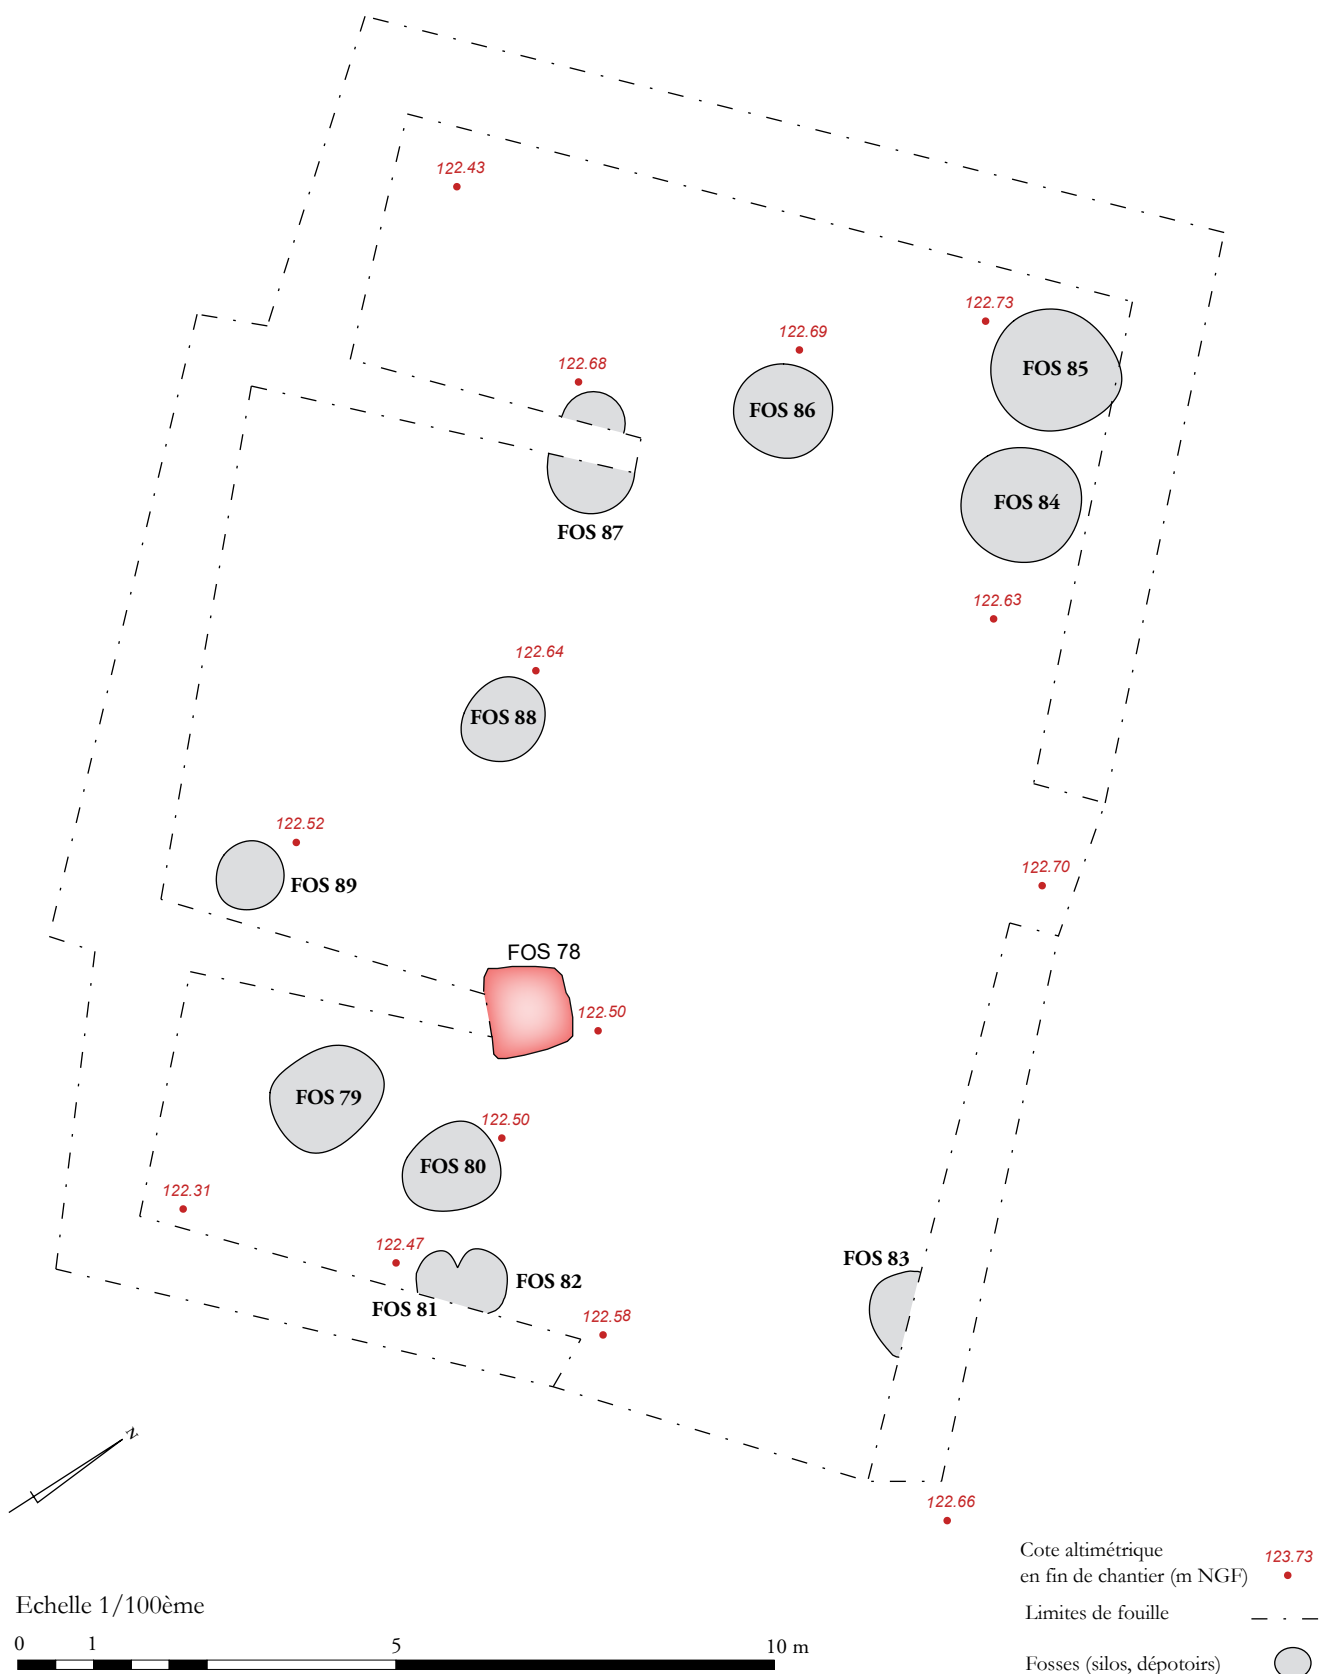 122.43
122.73
122.69
122.68
FOS 85
FOS 86
FOS 84
FOS 87
122.63
122.64
FOS 88
122.52
122.70
FOS 89
FOS 78
122.50
FOS 79
122.50
FOS 80
122.31
122.47
FOS 83
FOS 82
FOS 81
122.58
N
122.66
Cote altimétrique
en fin de chantier (m NGF)
123.73
Echelle 1/100ème
Limites de fouille
0 1 5 10 m
Fosses (silos, dépotoirs)